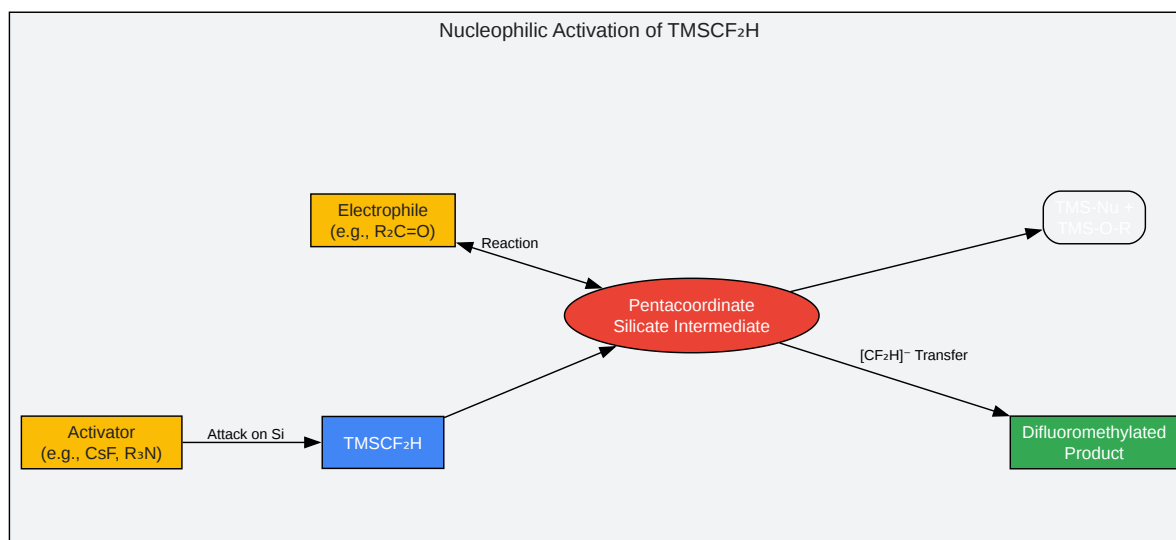 Nucleophilic Activation of TMSCF₂H
Electrophile
(e.g., R₂C=O)
TMS-Nu +
TMS-O-R
Reaction
Pentacoordinate
Silicate Intermediate
[CF₂H]⁻ Transfer
Activator
(e.g., CsF, R₃N)
Attack on Si
TMSCF₂H
Difluoromethylated
Product